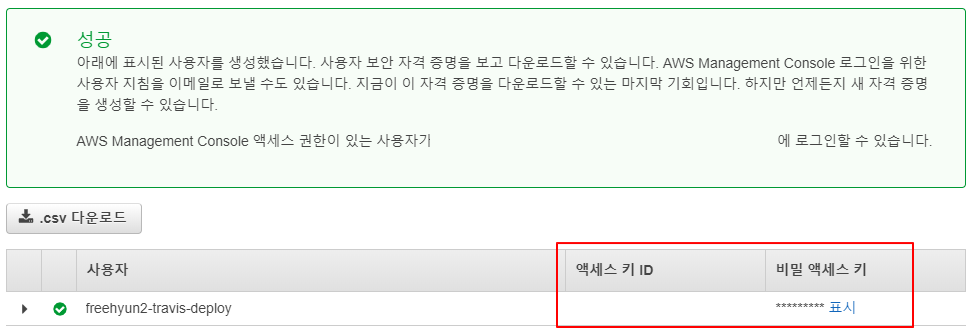 성공
아래에 표시된 사용자를 생성했습니다. 사용자 보안 자격 증명을 보고 다운로드할 수 있습니다. AWS Management Console 로그인을 위한
사용자 지침을 이메일로 보낼 수도 있습니다. 지금이 이 자격 증명을 다운로드할 수 있는 마지막 기회입니다. 하지만 언제든지 새 자격 증명
을 생성할 수 있습니다.
AWS Management Console 액세스 권한이 있는 사용자가 에 로그인할 수 있습니다.
.csv 다운로드
사용자 액세스 키 ID 비밀 액세스 키
freehyun2-travis-deploy ********* 표시